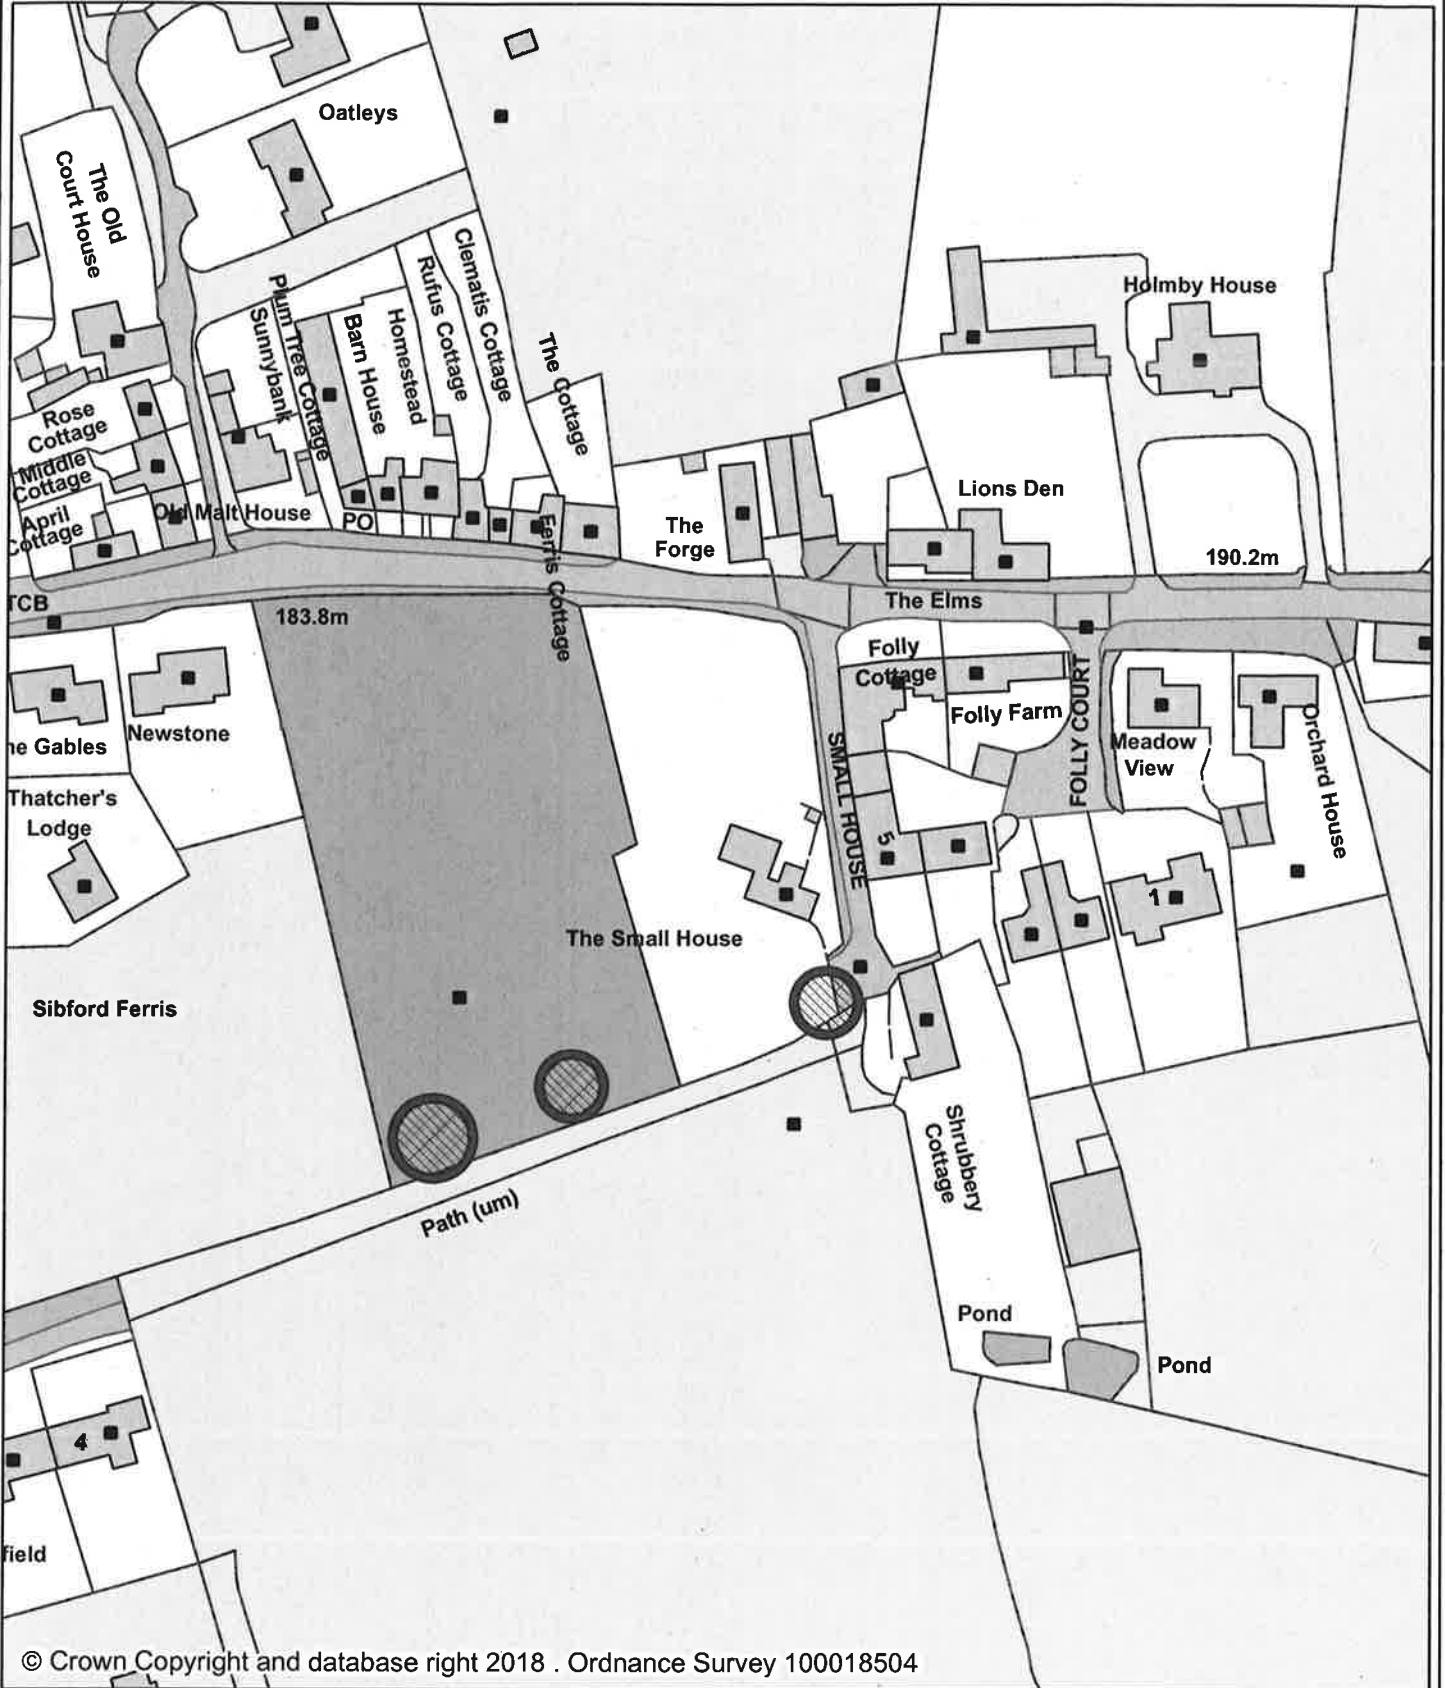 Oatleys
The Old
Court House
Holmby House
Clematis Cottage
Rufus Cottage
Plum Tree Cottage
Sunnybank
Barn House
Homestead
The Cottage
Rose
Cottage
Middle
Cottage
April
Cottage
Old Malt House
PO
Ferris Cottage
The
Forge
Lions Den
190.2m
TCB
183.8m
The Elms
Folly
Cottage
Folly Farm
FOLLY COURT
Meadow
View
Orchard House
Newstone
he Gables
Thatcher's
Lodge
SMALL HOUSE
5
1
The Small House
Sibford Ferris
Path (um)
Shrubbery
Cottage
Pond
Pond
4
field
© Crown Copyright and database right 2018 . Ordnance Survey 100018504